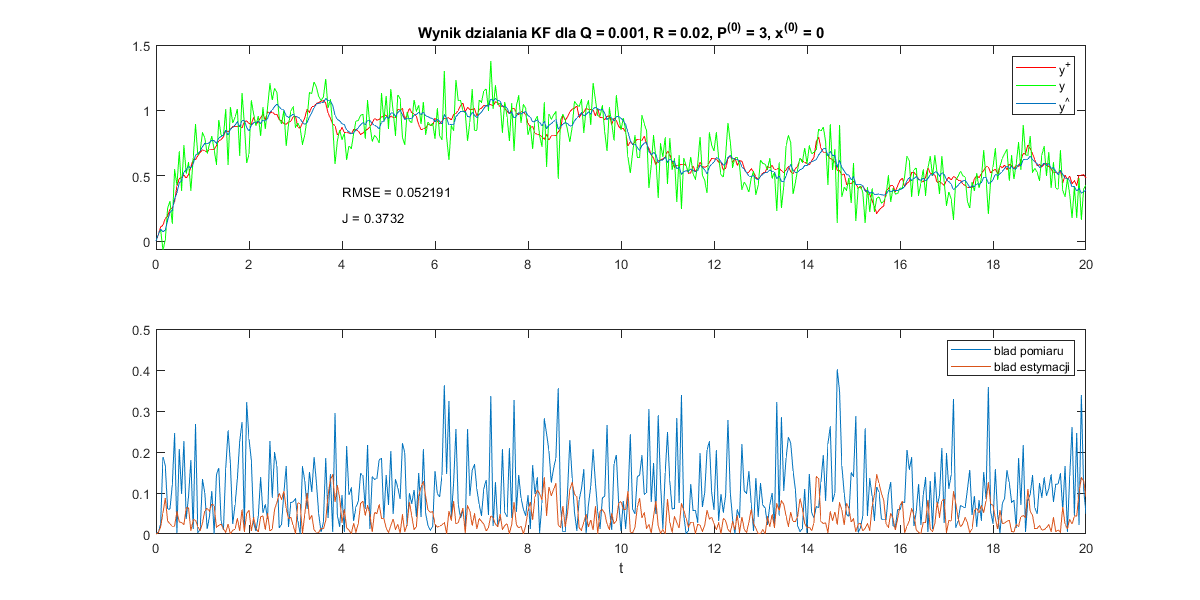 Wynik dzialania KF dla Q = 0.001, R = 0.02, P^(0) = 3, x^(0) = 0
1.5
1
0.5
0
y^+
y
y^^
RMSE = 0.052191
J = 0.3732
0 2 4 6 8 10 12 14 16 18 20
0.5
0.4
0.3
0.2
0.1
0
blad pomiaru
blad estymacji
0 2 4 6 8 10 12 14 16 18 20
t